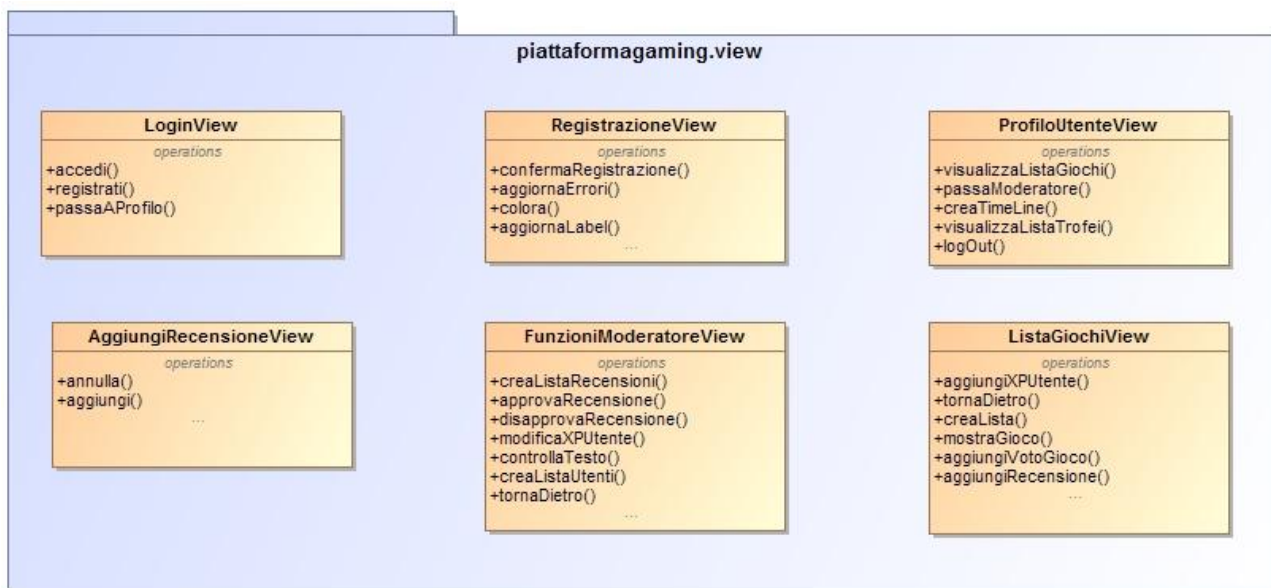 piattaformagaming.view
LoginView
operations
+accedi()
+registrati()
+passaAProfilo()
RegistrazioneView
operations
+confermaRegistrazione()
+aggiornaErrori()
+colora()
+aggiornaLabel()
...
ProfiloUtenteView
operations
+visualizzaListaGiochi()
+passaModeratore()
+creaTimeLine()
+visualizzaListaTrofei()
+logOut()
AggiungiRecensioneView
operations
+annulla()
+aggiungi()
...
FunzioniModeratoreView
operations
+creaListaRecensioni()
+approvaRecensione()
+disapprovaRecensione()
+modificaXPUtente()
+controllaTesto()
+creaListaUtenti()
+tornaDietro()
...
ListaGiochiView
operations
+aggiungiXPUtente()
+tornaDietro()
+creaLista()
+mostraGioco()
+aggiungiVotoGioco()
+aggiungiRecensione()
...